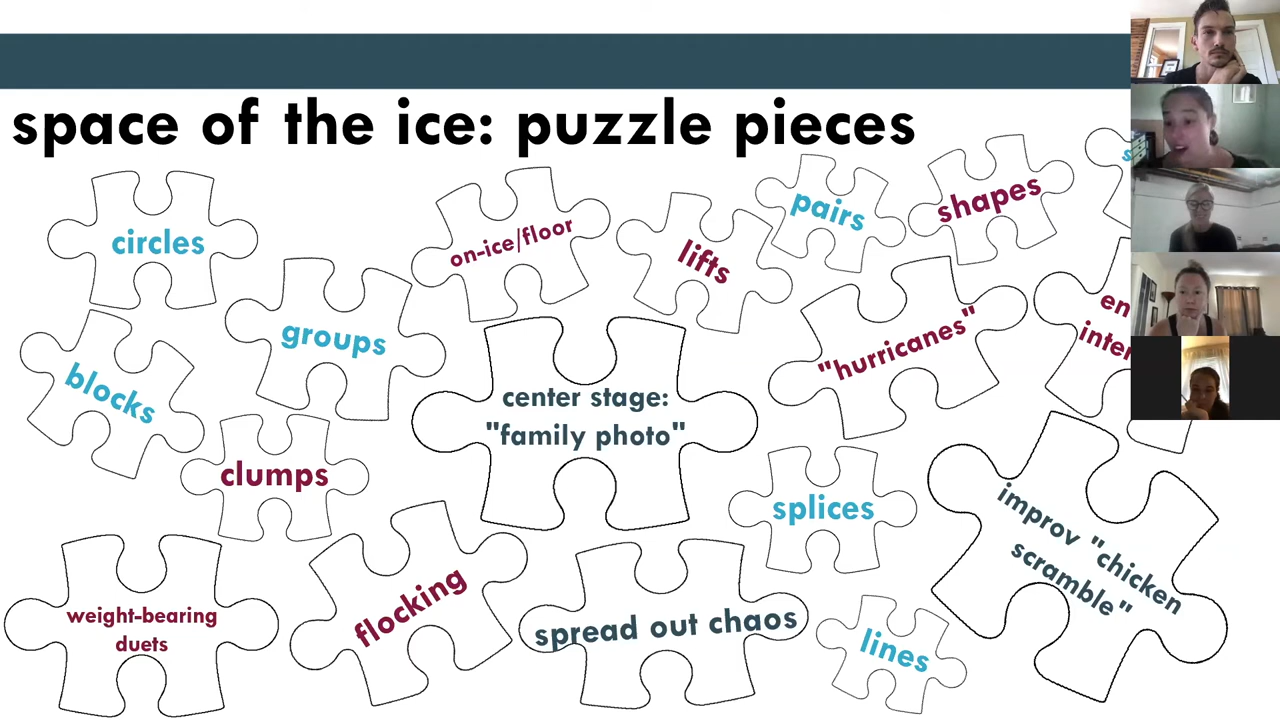 space of the ice: puzzle pieces
circles
on-ice/floor
lifts
pairs
shapes
groups
"hurricanes"
blocks
center stage:
"family photo"
clumps
splices
improv "chicken
scramble"
weight-bearing
duets
flocking
spread out chaos
lines